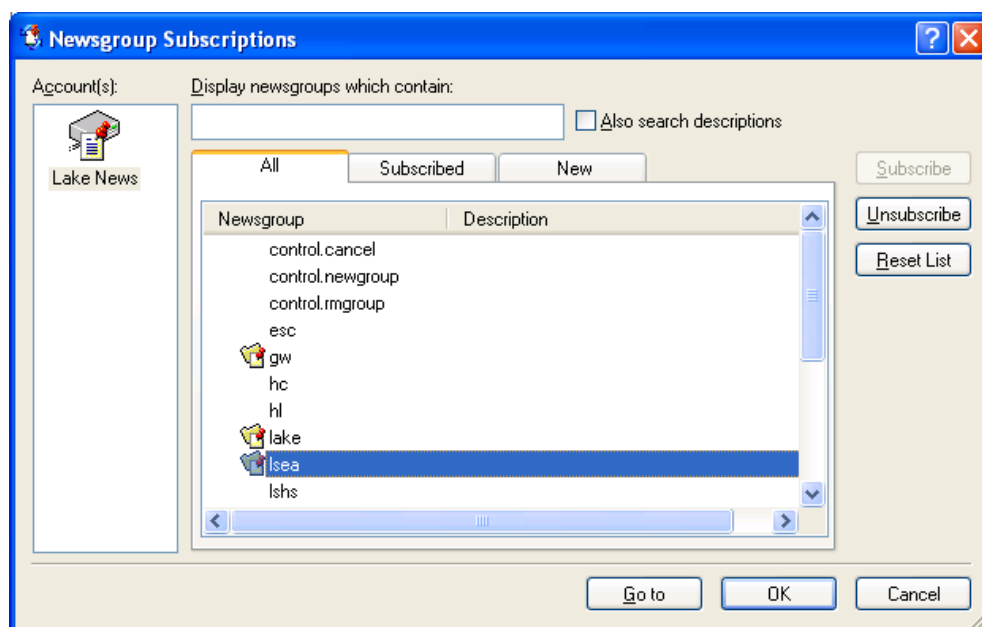 Newsgroup Subscriptions
Account(s):
Display newsgroups which contain:
Also search descriptions
Lake News
All Subscribed New
Subscribe
Newsgroup Description
Unsubscribe
control.cancel
Reset List
control.newgroup
control.rmgroup
esc
gw
hc
hl
lake
lsea
lshs
Go to OK Cancel